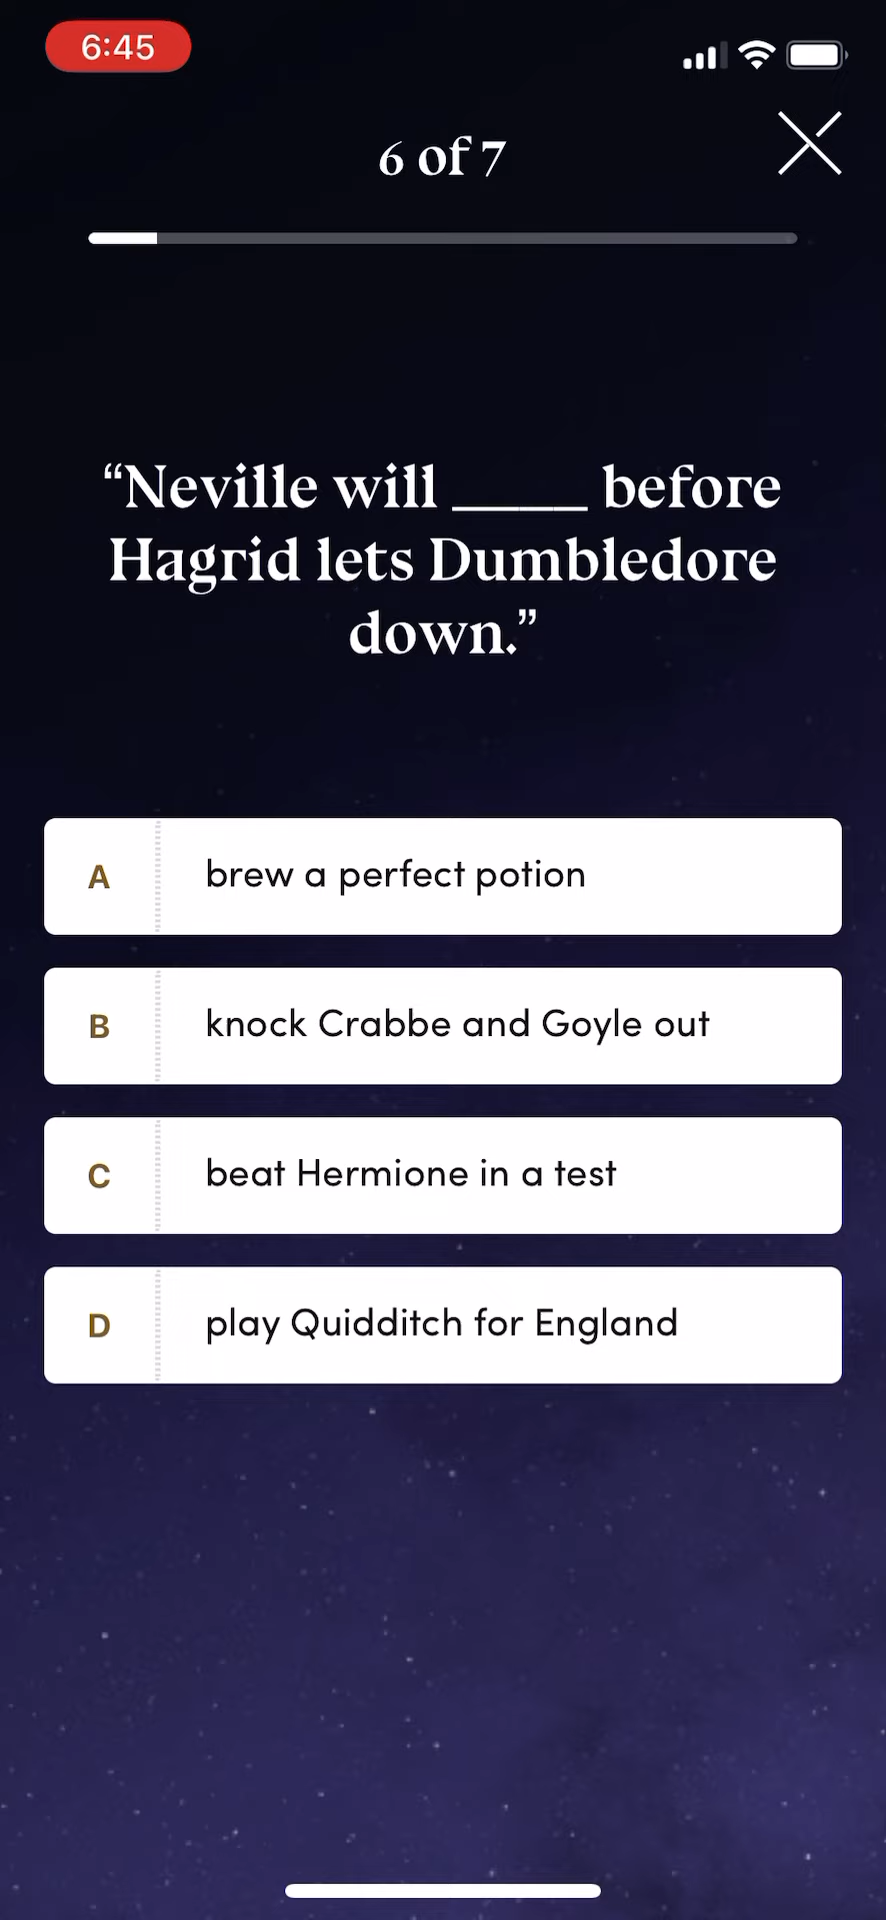 6:45
6 of 7
“Neville will _____ before
Hagrid lets Dumbledore
down.”
A brew a perfect potion
B knock Crabbe and Goyle out
C beat Hermione in a test
D play Quidditch for England